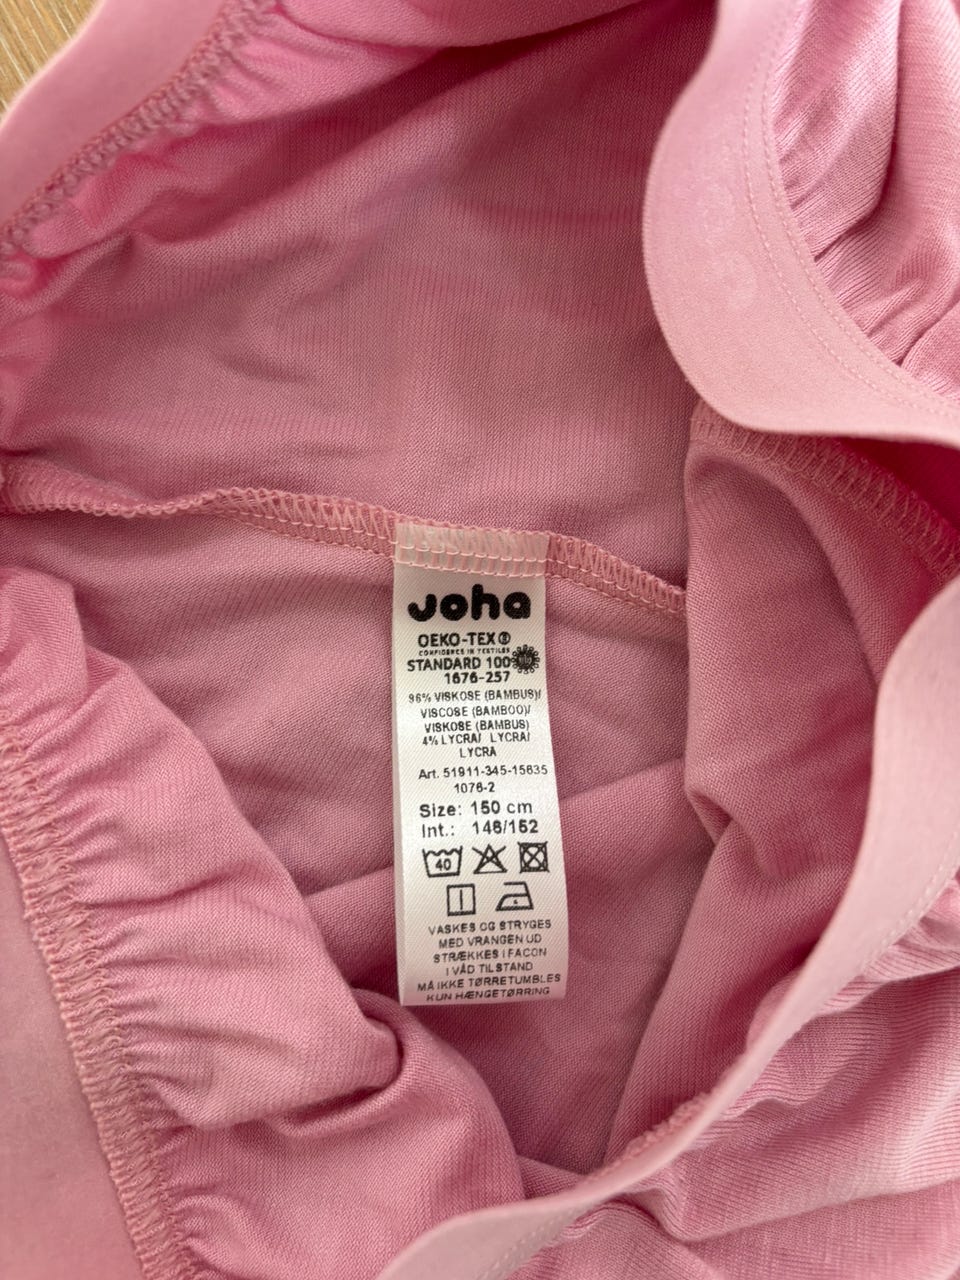 Joha
OEKO-TEX®
CONFIDENCE IN TEXTILES
STANDARD 100
1676-257
96% VISKOSE (BAMBUS)/
VISCOSE (BAMBOO)/
VISKOSE (BAMBUS)
4% LYCRA/ LYCRA/
LYCRA
Art. 51911-345-15635
1076-2
Size: 150 cm
Int.: 146/152
40
VASKES OG STRYGES
MED VRANGEN UD
STRÆKKES I FACON
I VÅD TILSTAND
MÅ IKKE TØRRETUMBLES
KUN HÆNGETØRRING